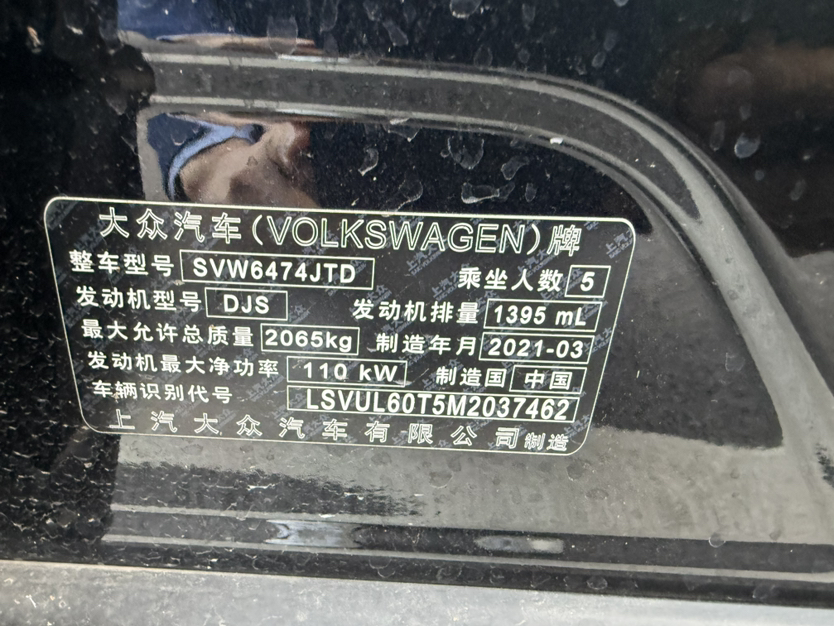 大众汽车(VOLKSWAGEN)牌
整车型号 SVW6474JTD 乘坐人数 5
发动机型号 DJS 发动机排量 1395 mL
最大允许总质量 2065kg 制造年月 2021-03
发动机最大净功率 110 kW 制造国 中国
车辆识别代号 LSVUL60T5M2037462
上汽大众汽车有限公司制造